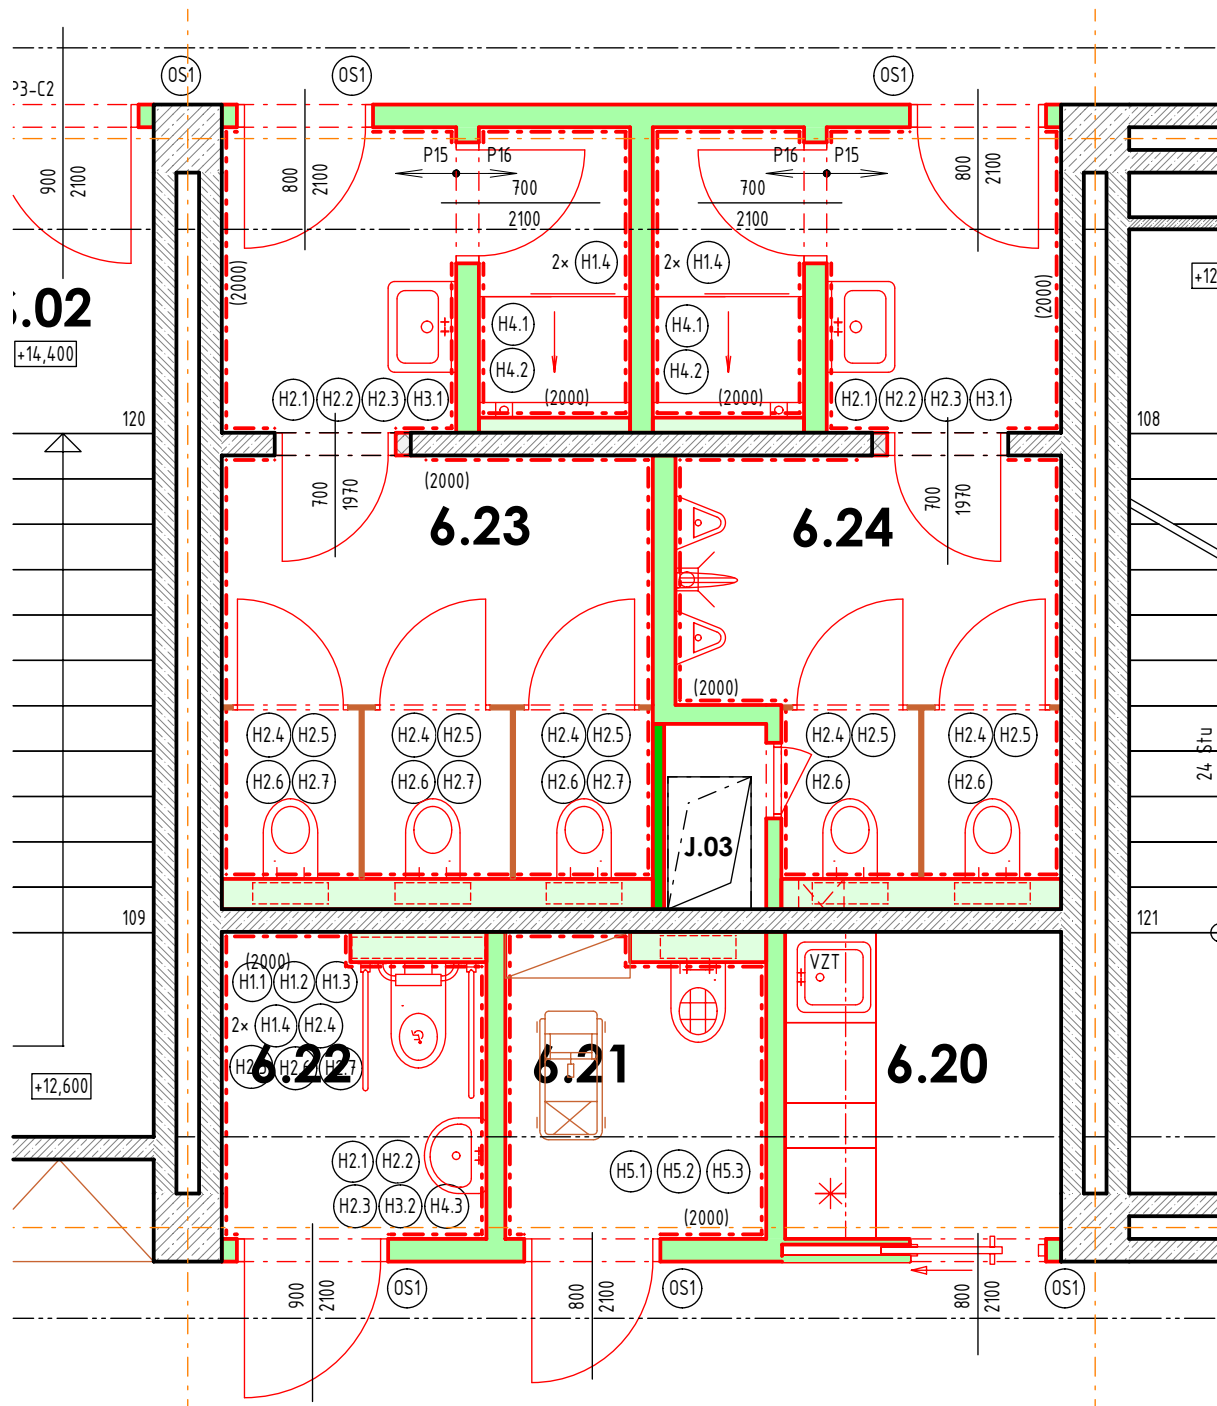 OS1
OS1
OS1
P3-C2
900
2100
800
2100
P15
P16
700
2100
P16
P15
700
2100
800
2100
(2000)
2× H1.4
2× H1.4
(2000)
+12
.02
+14,400
H4.1
H4.2
H4.1
H4.2
(2000)
(2000)
H2.1 H2.2 H2.3 H3.1
H2.1 H2.2 H2.3 H3.1
120
108
(2000)
700
1970
6.23
6.24
700
1970
(2000)
H2.4 H2.5
H2.6 H2.7
H2.4 H2.5
H2.6 H2.7
H2.4 H2.5
H2.6 H2.7
H2.4 H2.5
H2.6
H2.4 H2.5
H2.6
24 Stu
J.03
109
121
(2000)
H1.1 H1.2 H1.3
2× H1.4 H2.4
H2.6 H2.7
6.22
6.21
VZT
6.20
+12,600
H2.1 H2.2
H2.3 H3.2 H4.3
H5.1 H5.2 H5.3
(2000)
900
2100
OS1
800
2100
OS1
800
2100
OS1